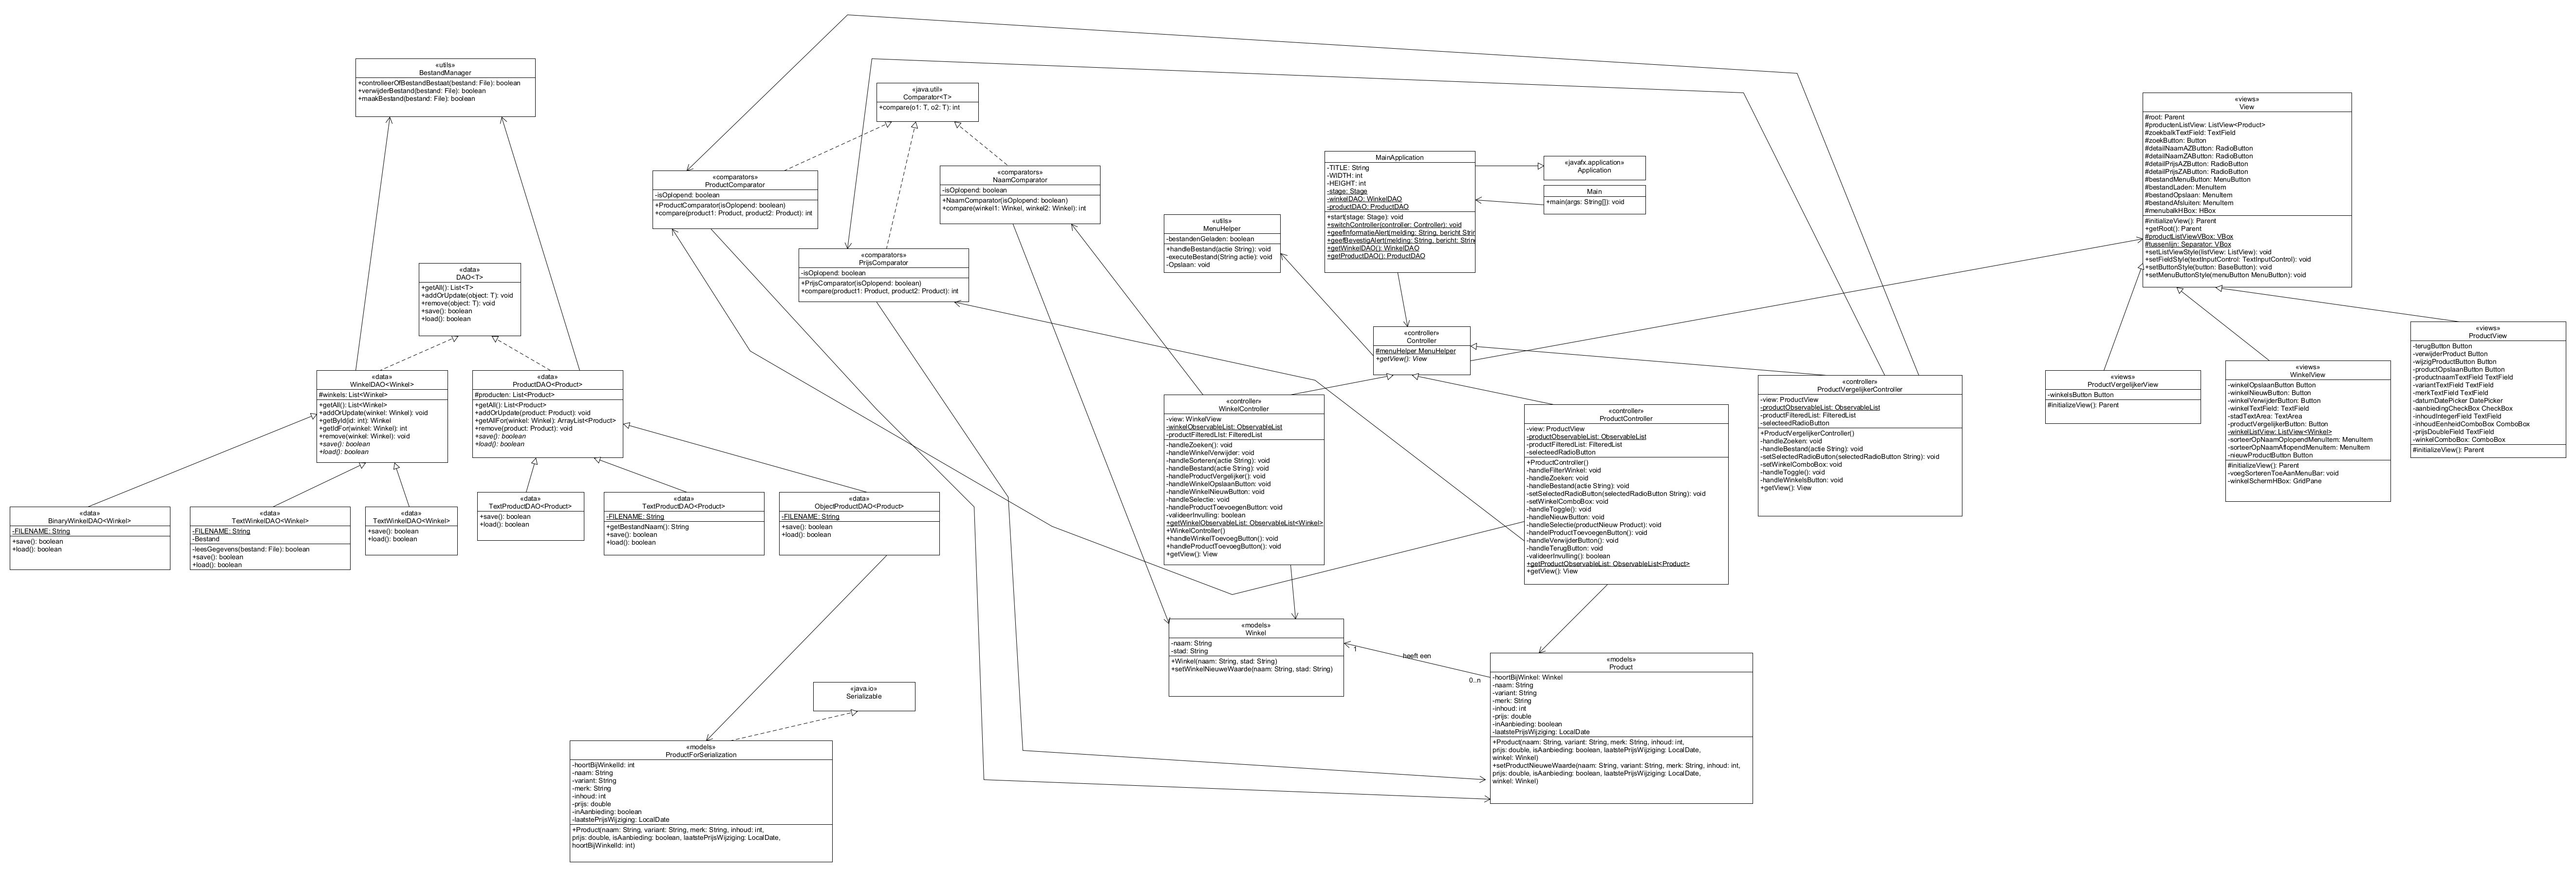 «utils»
BestandManager
+controlleerOfBestandBestaat(bestand: File): boolean
+verwijderBestand(bestand: File): boolean
+maakBestand(bestand: File): boolean
«java.util»
Comparator<T>
+compare(o1: T, o2: T): int
«comparators»
ProductComparator
-isOplopend: boolean
+ProductComparator(isOplopend: boolean)
+compare(product1: Product, product2: Product): int
«comparators»
NaamComparator
-isOplopend: boolean
+NaamComparator(isOplopend: boolean)
+compare(winkel1: Winkel, winkel2: Winkel): int
«comparators»
PrijsComparator
-isOplopend: boolean
+PrijsComparator(isOplopend: boolean)
+compare(product1: Product, product2: Product): int
«utils»
MenuHelper
-bestandenGeladen: boolean
+handleBestand(actie String): void
-executeBestand(String actie): void
-Opslaan: void
MainApplication
-TITLE: String
-WIDTH: int
-HEIGHT: int
-stage: Stage
-winkelDAO: WinkelDAO
-productDAO: ProductDAO
+start(stage: Stage): void
+switchController(controller: Controller): void
+geefInformatieAlert(melding: String, bericht Strin
+geefBevestigAlert(melding: String, bericht: Strin
+getWinkelDAO(): WinkelDAO
+getProductDAO(): ProductDAO
«javafx.application»
Application
Main
+main(args: String[]): void
«views»
View
#root: Parent
#productenListView: ListView<Product>
#zoekbalkTextField: TextField
#zoekButton: Button
#detailNaamAZButton: RadioButton
#detailNaamZAButton: RadioButton
#detailPrijsAZButton: RadioButton
#detailPrijsZAButton: RadioButton
#bestandMenuButton: MenuButton
#bestandLaden: MenuItem
#bestandOpslaan: MenuItem
#bestandAfsluiten: MenuItem
#menubalkHBox: HBox
#initializeView(): Parent
+getRoot(): Parent
#productListViewVBox: VBox
#tussenlijn: Separator: VBox
+setListViewStyle(listView: ListView): void
+setFieldStyle(textInputControl: TextInputControl): void
+setButtonStyle(button: BaseButton): void
+setMenuButtonStyle(menuButton MenuButton): void
«data»
DAO<T>
+getAll(): List<T>
+addOrUpdate(object: T): void
+remove(object: T): void
+save(): boolean
+load(): boolean
«controller»
Controller
#menuHelper MenuHelper
+getView(): View
«data»
WinkelDAO<Winkel>
#winkels: List<Winkel>
+getAll(): List<Winkel>
+addOrUpdate(winkel: Winkel): void
+getById(id: int): Winkel
+getIdFor(winkel: Winkel): int
+remove(winkel: Winkel): void
+save(): boolean
+load(): boolean
«data»
ProductDAO<Product>
#producten: List<Product>
+getAll(): List<Product>
+addOrUpdate(product: Product): void
+getAllFor(winkel: Winkel): ArrayList<Product>
+remove(product: Product): void
+save(): boolean
+load(): boolean
«controller»
WinkelController
-view: WinkelView
-winkelObservableList: ObservableList
-productFilteredList: FilteredList
-handleZoeken(): void
-handleWinkelVerwijder: void
-handleSorteren(actie String): void
-handleBestand(actie String): void
-handleProductVergelijker(): void
-handleWinkelOpslaanButton: void
-handleWinkelNieuwButton: void
-handleSelectie: void
-handleProductToevoegenButton: void
-valideerInvulling: boolean
+getWinkelObservableList: ObservableList<Winkel>
+WinkelController()
+handleWinkelToevoegButton(): void
+handleProductToevoegButton(): void
+getView(): View
«controller»
ProductController
-view: ProductView
-productObservableList: ObservableList
-productFilteredList: FilteredList
-selecteedRadioButton
+ProductController()
-handleFilterWinkel: void
-handleZoeken: void
-handleBestand(actie String): void
-setSelectedRadioButton(selectedRadioButton String): void
-setWinkelComboBox: void
-handleToggle(): void
-handleNieuwButton: void
-handleSelectie(productNieuw Product): void
-handelProductToevoegenButton(): void
-handleVerwijderButton(): void
-handleTerugButton: void
-valideerInvulling(): boolean
+getProductObservableList: ObservableList<Product>
+getView(): View
«controller»
ProductVergelijkerController
-view: ProductView
-productObservableList: ObservableList
-productFilteredList: FilteredList
-selecteedRadioButton
+ProductVergelijkerController()
-handleZoeken: void
-handleBestand(actie String): void
-setSelectedRadioButton(selectedRadioButton String): void
-setWinkelComboBox: void
-handleToggle(): void
-handleWinkelsButton: void
+getView(): View
«views»
ProductVergelijkerView
-winkelsButton Button
#initializeView(): Parent
«views»
WinkelView
-winkelOpslaanButton Button
-winkelNieuwButton: Button
-winkelVerwijderButton: Button
-winkelTextField: TextField
-stadTextArea: TextArea
-productVergelijkerButton: Button
-winkelListView: ListView<Winkel>
-sorteerOpNaamOplopendMenuItem: MenuItem
-sorteerOpNaamAflopendMenuItem: MenuItem
-nieuwProductButton Button
#initializeView(): Parent
-voegSorterenToeAanMenuBar: void
-winkelSchermHBox: GridPane
«views»
ProductView
-terugButton Button
-verwijderProduct Button
-wijzigProductButton Button
-productOpslaanButton Button
-productnaamTextField TextField
-variantTextField TextField
-merkTextField TextField
-datumDatePicker DatePicker
-aanbiedingCheckBox CheckBox
-inhoudIntegerField TextField
-inhoudEenheidComboBox ComboBox
-prijsDoubleField TextField
-winkelComboBox: ComboBox
#initializeView(): Parent
«data»
BinaryWinkelDAO<Winkel>
-FILENAME: String
+save(): boolean
+load(): boolean
«data»
TextWinkelDAO<Winkel>
-FILENAME: String
-Bestand
-leesGegevens(bestand: File): boolean
+save(): boolean
+load(): boolean
«data»
TextWinkelDAO<Winkel>
+save(): boolean
+load(): boolean
«data»
TextProductDAO<Product>
+save(): boolean
+load(): boolean
«data»
TextProductDAO<Product>
-FILENAME: String
+getBestandNaam(): String
+save(): boolean
+load(): boolean
«data»
ObjectProductDAO<Product>
-FILENAME: String
+save(): boolean
+load(): boolean
«models»
Winkel
-naam: String
-stad: String
+Winkel(naam: String, stad: String)
+setWinkelNieuweWaarde(naam: String, stad: String)
1
heeft een
0..n
«models»
Product
-hoortBijWinkel: Winkel
-naam: String
-variant: String
-merk: String
-inhoud: int
-prijs: double
-inAanbieding: boolean
-laatstePrijsWijziging: LocalDate
+Product(naam: String, variant: String, merk: String, inhoud: int,
prijs: double, isAanbieding: boolean, laatstePrijsWijziging: LocalDate,
winkel: Winkel)
+setProductNieuweWaarde(naam: String, variant: String, merk: String, inhoud: int,
prijs: double, isAanbieding: boolean, laatstePrijsWijziging: LocalDate,
winkel: Winkel)
«java.io»
Serializable
«models»
ProductForSerialization
-hoortBijWinkelId: int
-naam: String
-variant: String
-merk: String
-inhoud: int
-prijs: double
-inAanbieding: boolean
-laatstePrijsWijziging: LocalDate
+Product(naam: String, variant: String, merk: String, inhoud: int,
prijs: double, isAanbieding: boolean, laatstePrijsWijziging: LocalDate,
hoortBijWinkelId: int)